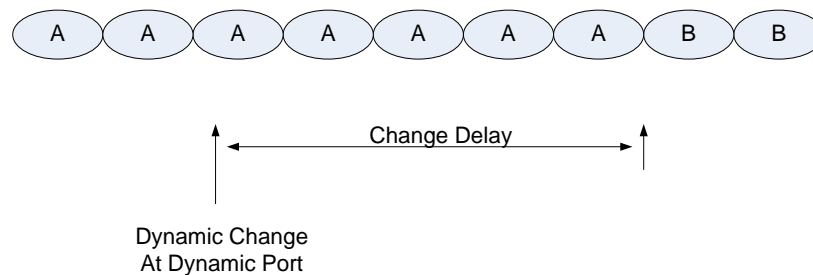 A A A A A A A B B
Change Delay
Dynamic Change
At Dynamic Port